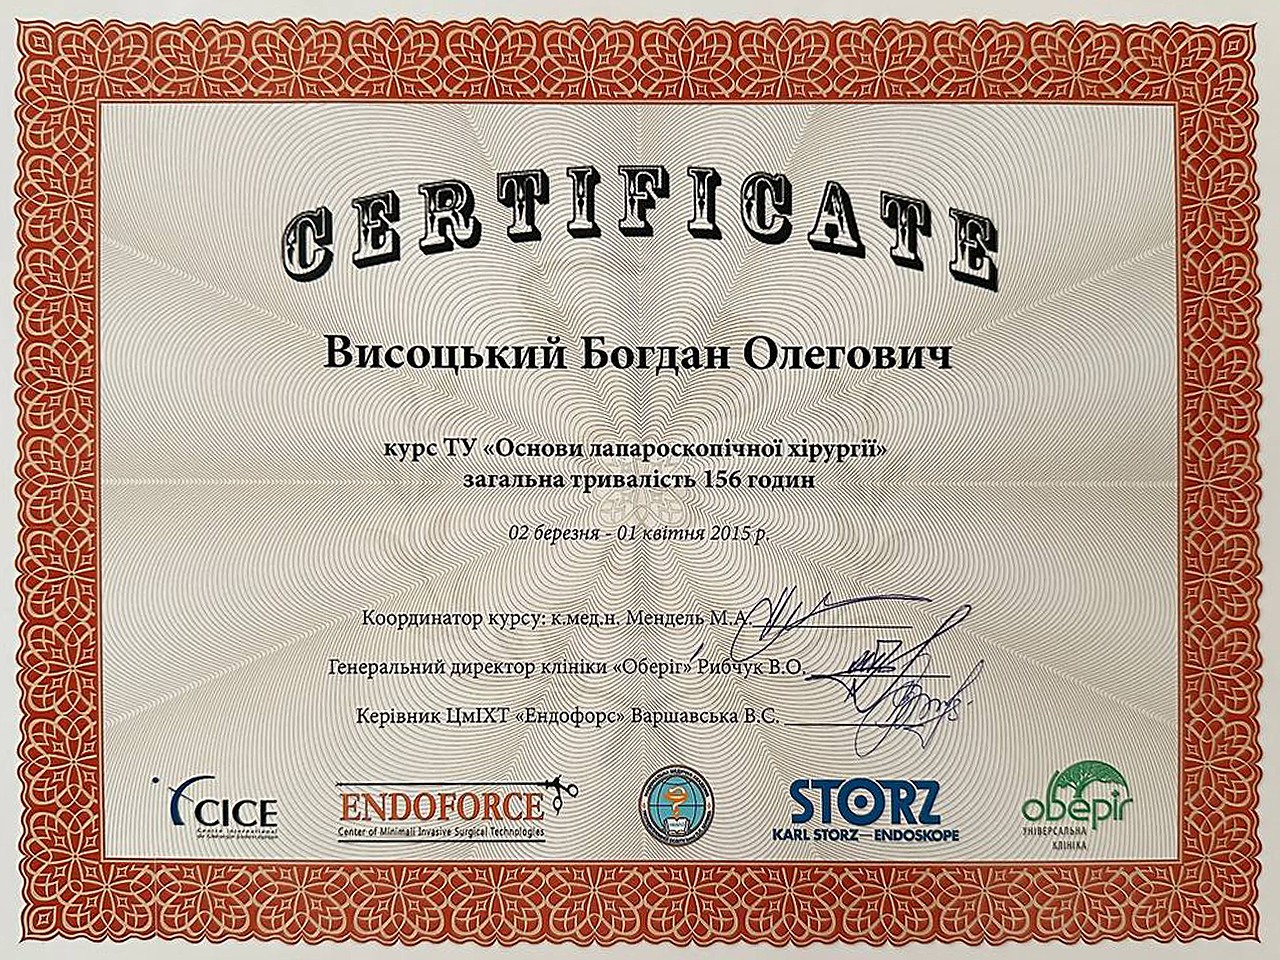 CERTIFICATE
Висоцький Богдан Олегович
курс ТУ «Основи лапароскопічної хірургії»
загальна тривалість 156 годин
02 березня - 01 квітня 2015 р.
Координатор курсу: к.мед.н. Мендель М.А.
Генеральний директор клініки «Оберіг» Рибчук В.О.
Керівник ЦмІХТ «Ендофорс» Варшавська В.Є.
CICE
Centre International
ENDOFORCE
Center of Minimali Invasive Surgical Technologies
STORZ
KARL STORZ — ENDOSKOPE
оберіг
УНІВЕРСАЛЬНА
КЛІНІКА